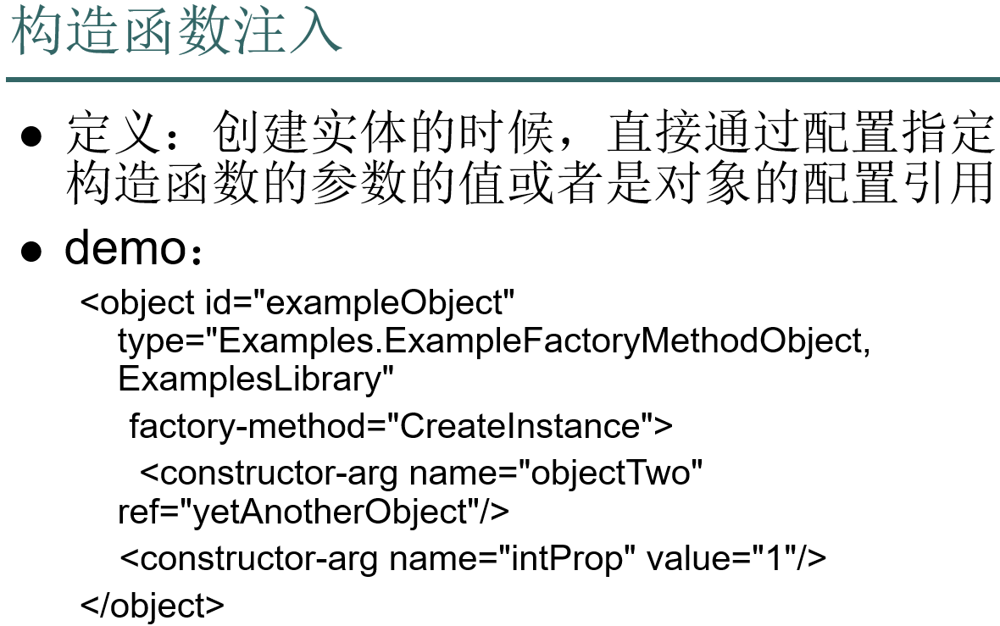 构造函数注入
● 定义：创建实体的时候，直接通过配置指定
构造函数的参数的值或者是对象的配置引用
● demo：
<object id="exampleObject"
type="Examples.ExampleFactoryMethodObject,
ExamplesLibrary"
factory-method="CreateInstance">
<constructor-arg name="objectTwo"
ref="yetAnotherObject"/>
<constructor-arg name="intProp" value="1"/>
</object>